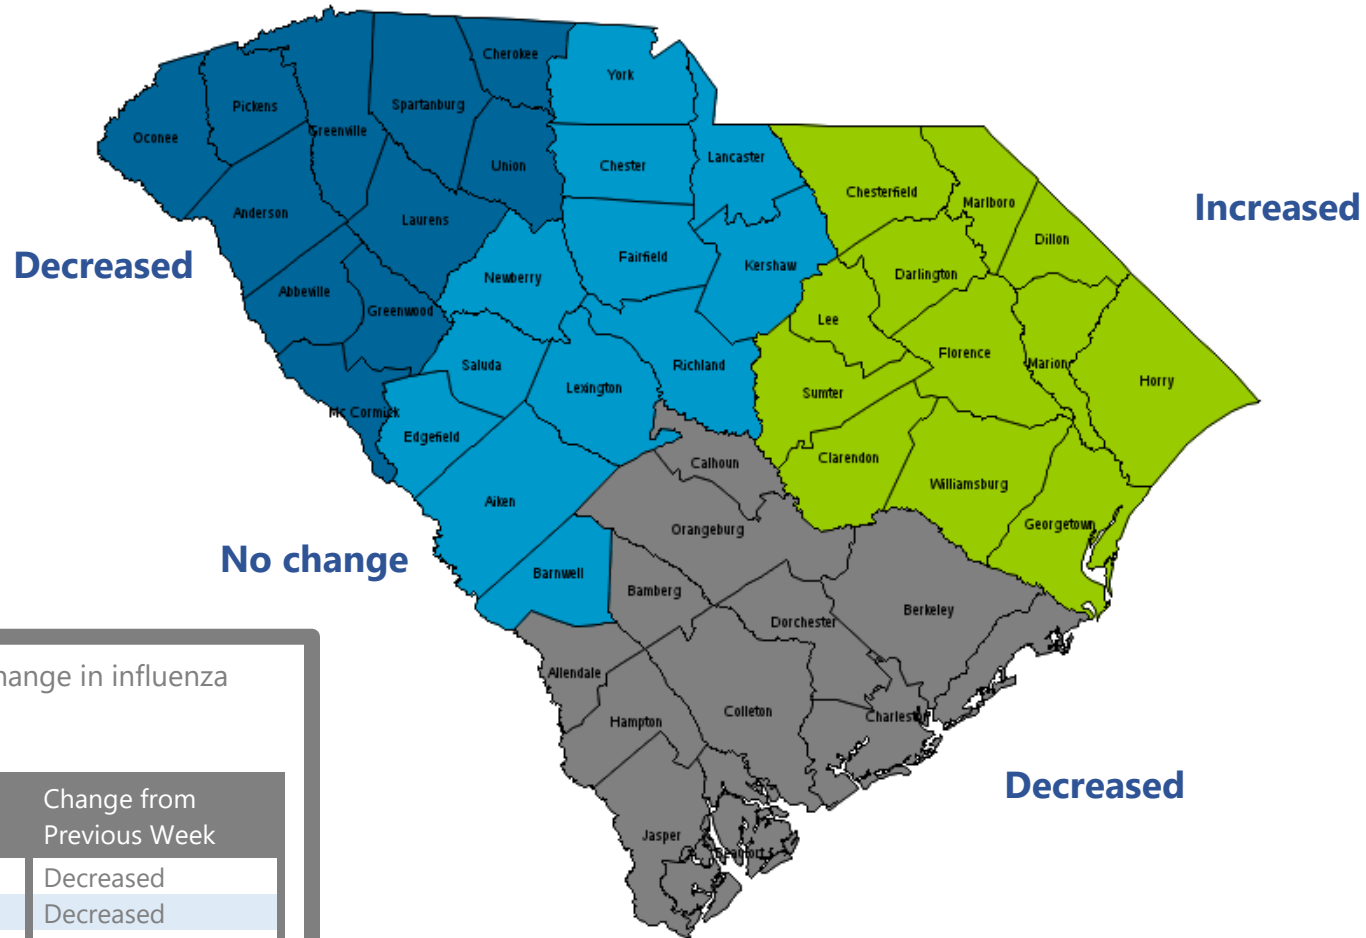 Cherokee
York
Pickens
Spartanburg
Oconee
Greenville
Union
Chester
Lancaster
Chesterfield
Marlboro
Increased
Anderson
Laurens
Dillon
Decreased
Newberry
Fairfield
Kershaw
Darlington
Abbeville
Greenwood
Lee
Saluda
Richland
Florence
Marion
Horry
Lexington
Sumter
Mc Cormick
Edgefield
Calhoun
Clarendon
Williamsburg
Aiken
Orangeburg
Georgetown
No change
Barnwell
Bamberg
Berkeley
Dorchester
Allendale
hange in influenza
Hampton
Colleton
Charleston
Decreased
Change from
Previous Week
Jasper
Beaufort
Decreased
Decreased